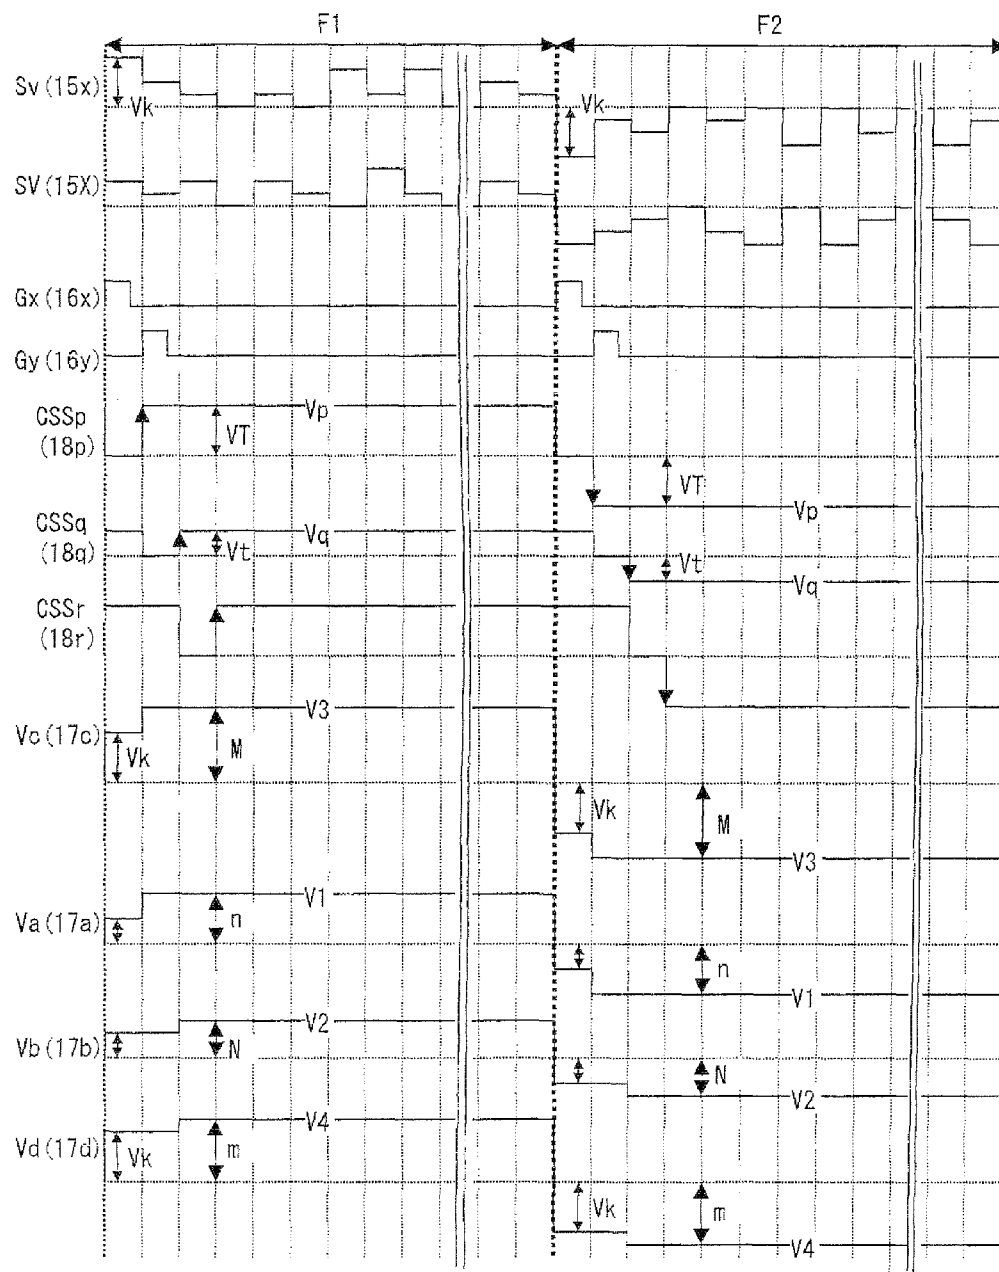 F1 F2
Sv(15x) Vk Vk
SV(15X)
Gx(16x)
Gy(16y)
CSSp
(18p) Vp VT VT Vp
CSSq
(18q) Vq Vt Vt Vq
CSSr
(18r)
Vc(17c) V3 Vk M Vk M V3
Va(17a) V1 n n V1
Vb(17b) V2 N N V2
Vd(17d) V4 Vk m Vk m V4